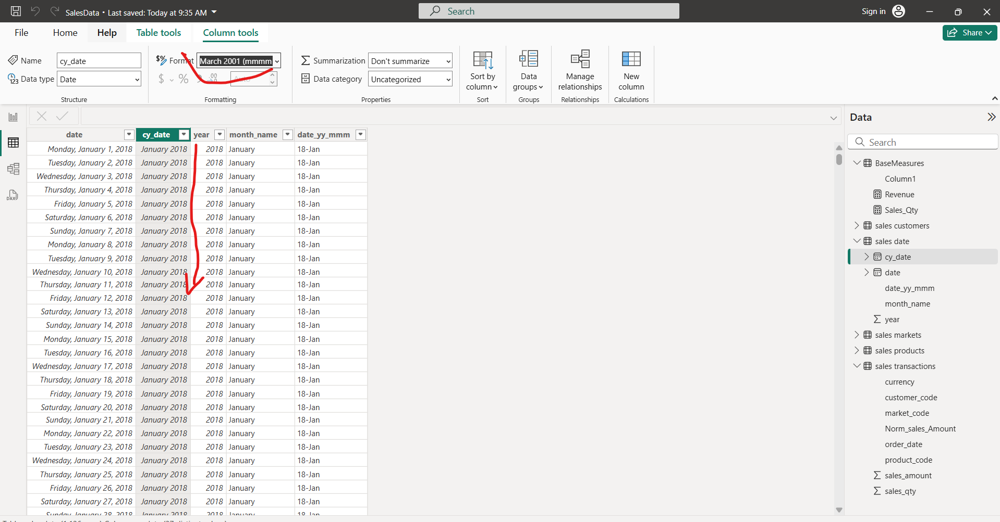 SalesData • Last saved: Today at 9:35 AM
Search
Sign in
File Home Help Table tools Column tools
Share
Name cy_date
Data type Date
Structure
Format March 2001 (mmmm
$ % Auto
Formatting
Summarization Don't summarize
Data category Uncategorized
Properties
Sort by column
Sort
Data groups
Groups
Manage relationships
Relationships
New column
Calculations
date cy_date year month_name date_yy_mmm
Monday, January 1, 2018 January 2018 2018 January 18-Jan
Tuesday, January 2, 2018 January 2018 2018 January 18-Jan
Wednesday, January 3, 2018 January 2018 2018 January 18-Jan
Thursday, January 4, 2018 January 2018 2018 January 18-Jan
Friday, January 5, 2018 January 2018 2018 January 18-Jan
Saturday, January 6, 2018 January 2018 2018 January 18-Jan
Sunday, January 7, 2018 January 2018 2018 January 18-Jan
Monday, January 8, 2018 January 2018 2018 January 18-Jan
Tuesday, January 9, 2018 January 2018 2018 January 18-Jan
Wednesday, January 10, 2018 January 2018 2018 January 18-Jan
Thursday, January 11, 2018 January 2018 2018 January 18-Jan
Friday, January 12, 2018 January 2018 2018 January 18-Jan
Saturday, January 13, 2018 January 2018 2018 January 18-Jan
Sunday, January 14, 2018 January 2018 2018 January 18-Jan
Monday, January 15, 2018 January 2018 2018 January 18-Jan
Tuesday, January 16, 2018 January 2018 2018 January 18-Jan
Wednesday, January 17, 2018 January 2018 2018 January 18-Jan
Thursday, January 18, 2018 January 2018 2018 January 18-Jan
Friday, January 19, 2018 January 2018 2018 January 18-Jan
Saturday, January 20, 2018 January 2018 2018 January 18-Jan
Sunday, January 21, 2018 January 2018 2018 January 18-Jan
Monday, January 22, 2018 January 2018 2018 January 18-Jan
Tuesday, January 23, 2018 January 2018 2018 January 18-Jan
Wednesday, January 24, 2018 January 2018 2018 January 18-Jan
Thursday, January 25, 2018 January 2018 2018 January 18-Jan
Friday, January 26, 2018 January 2018 2018 January 18-Jan
Saturday, January 27, 2018 January 2018 2018 January 18-Jan
Sunday, January 28, 2018 January 2018 2018 January 18-Jan
Data
Search
BaseMeasures
Column1
Revenue
Sales_Qty
sales customers
sales date
cy_date
date
date_yy_mmm
month_name
year
sales markets
sales products
sales transactions
currency
customer_code
market_code
Norm_sales_Amount
order_date
product_code
sales_amount
sales_qty